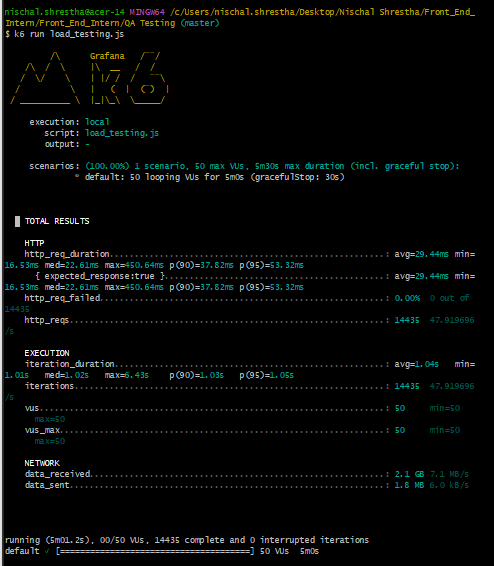 nischal.shrestha@acer-14 MINGW64 /c/Users/nischal.shrestha/Desktop/Nischal Shrestha/Front_End_
Intern/Front_End_Intern/QA Testing (master)
$ k6 run load_testing.js
Grafana
execution: local
script: load_testing.js
output: -
scenarios: (100.00%) 1 scenario, 50 max VUs, 5m30s max duration (incl. graceful stop):
* default: 50 looping VUs for 5m0s (gracefulStop: 30s)
TOTAL RESULTS
HTTP
http_req_duration.......................................................: avg=29.44ms min=
16.53ms med=22.61ms max=450.64ms p(90)=37.82ms p(95)=53.32ms
{ expected_response:true }............................................: avg=29.44ms min=
16.53ms med=22.61ms max=450.64ms p(90)=37.82ms p(95)=53.32ms
http_req_failed.........................................................: 0.00% 0 out of
14435
http_reqs...............................................................: 14435 47.919696
/s
EXECUTION
iteration_duration......................................................: avg=1.04s min=
1.01s med=1.02s max=6.43s p(90)=1.03s p(95)=1.05s
iterations..............................................................: 14435 47.919696
/s
vus.....................................................................: 50 min=50
max=50
vus_max.................................................................: 50 min=50
max=50
NETWORK
data_received...........................................................: 2.1 GB 7.1 MB/s
data_sent...............................................................: 1.8 MB 6.0 kB/s
running (5m01.2s), 00/50 VUs, 14435 complete and 0 interrupted iterations
default ✓ [======================================] 50 VUs 5m0s